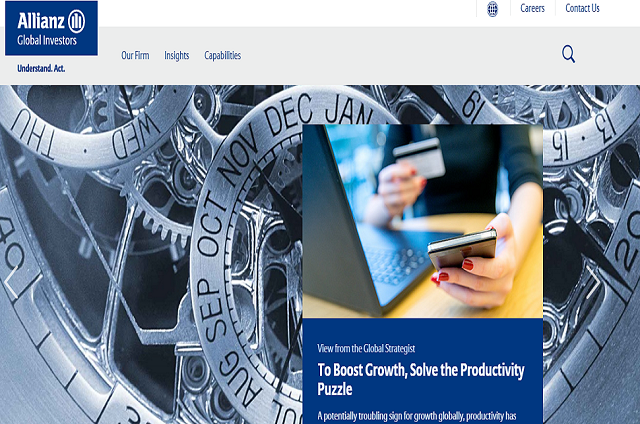 Allianz
Global Investors
Understand. Act.
Careers
Contact Us
Our Firm
Insights
Capabilities
THU
WED
AUG SEP OCT NOV DEC JAN
JUL
13
15
40
20
View from the Global Strategist
To Boost Growth, Solve the Productivity
Puzzle
A potentially troubling sign for growth globally, productivity has